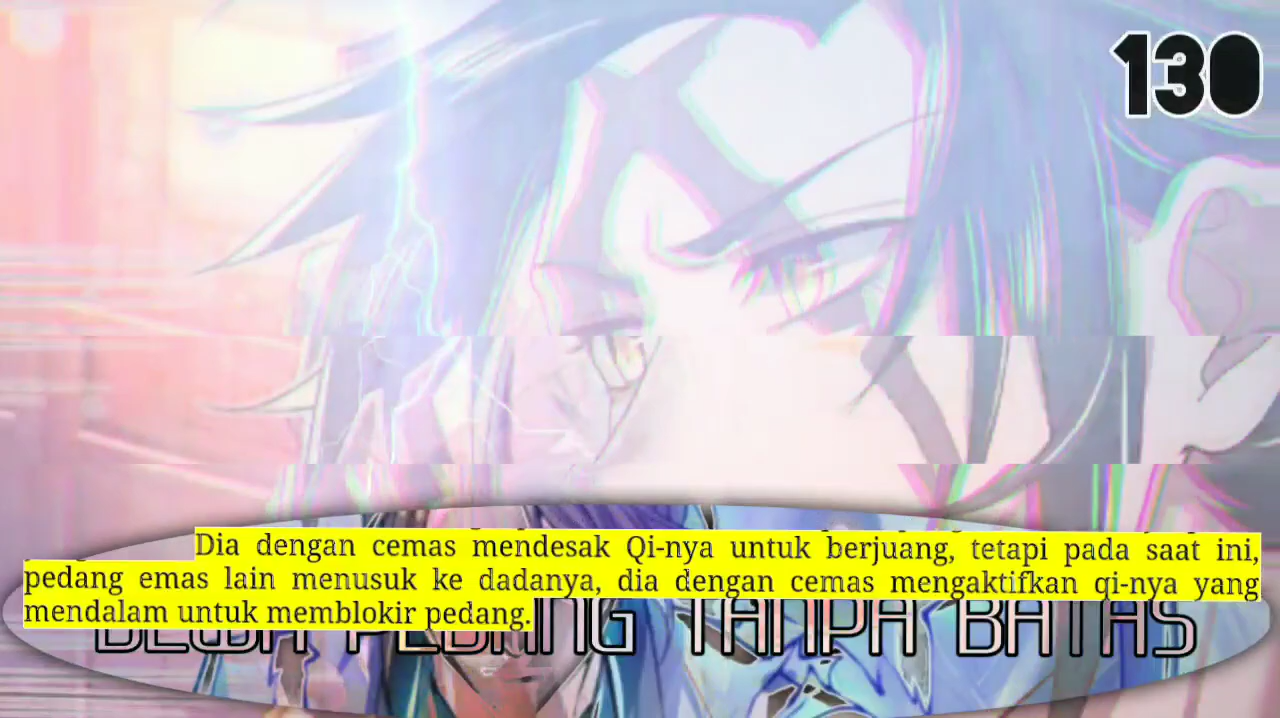 130
Dia dengan cemas mendesak Qi-nya untuk berjuang, tetapi pada saat ini,
pedang emas lain menusuk ke dadanya, dia dengan cemas mengaktifkan qi-nya yang
mendalam untuk memblokir pedang.
DEWA PEDANG TANPA BATAS